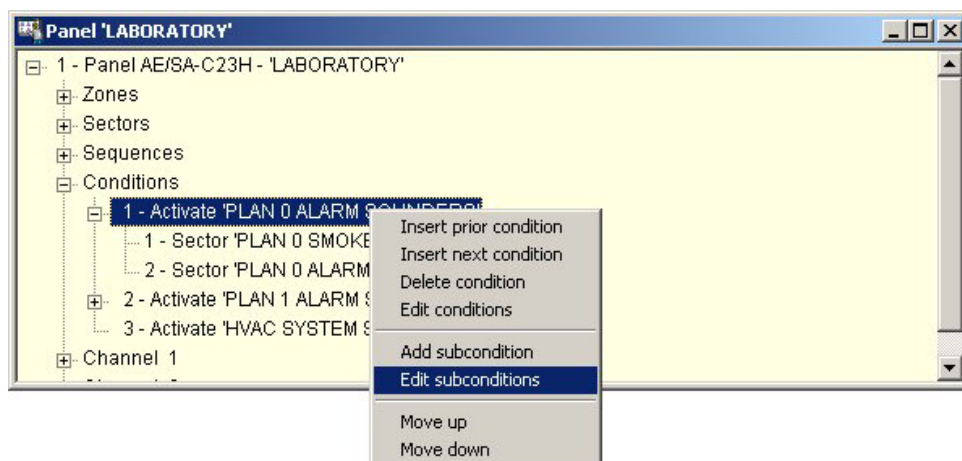 Panel 'LABORATORY'
1 - Panel AE/SA-C23H - 'LABORATORY'
Zones
Sectors
Sequences
Conditions
1 - Activate 'PLAN 0 ALARM SOUNDERS'
1 - Sector 'PLAN 0 SMOKE
2 - Sector 'PLAN 0 ALARM
2 - Activate 'PLAN 1 ALARM S
3 - Activate 'HVAC SYSTEM S
Channel 1
Insert prior condition
Insert next condition
Delete condition
Edit conditions
Add subcondition
Edit subconditions
Move up
Move down